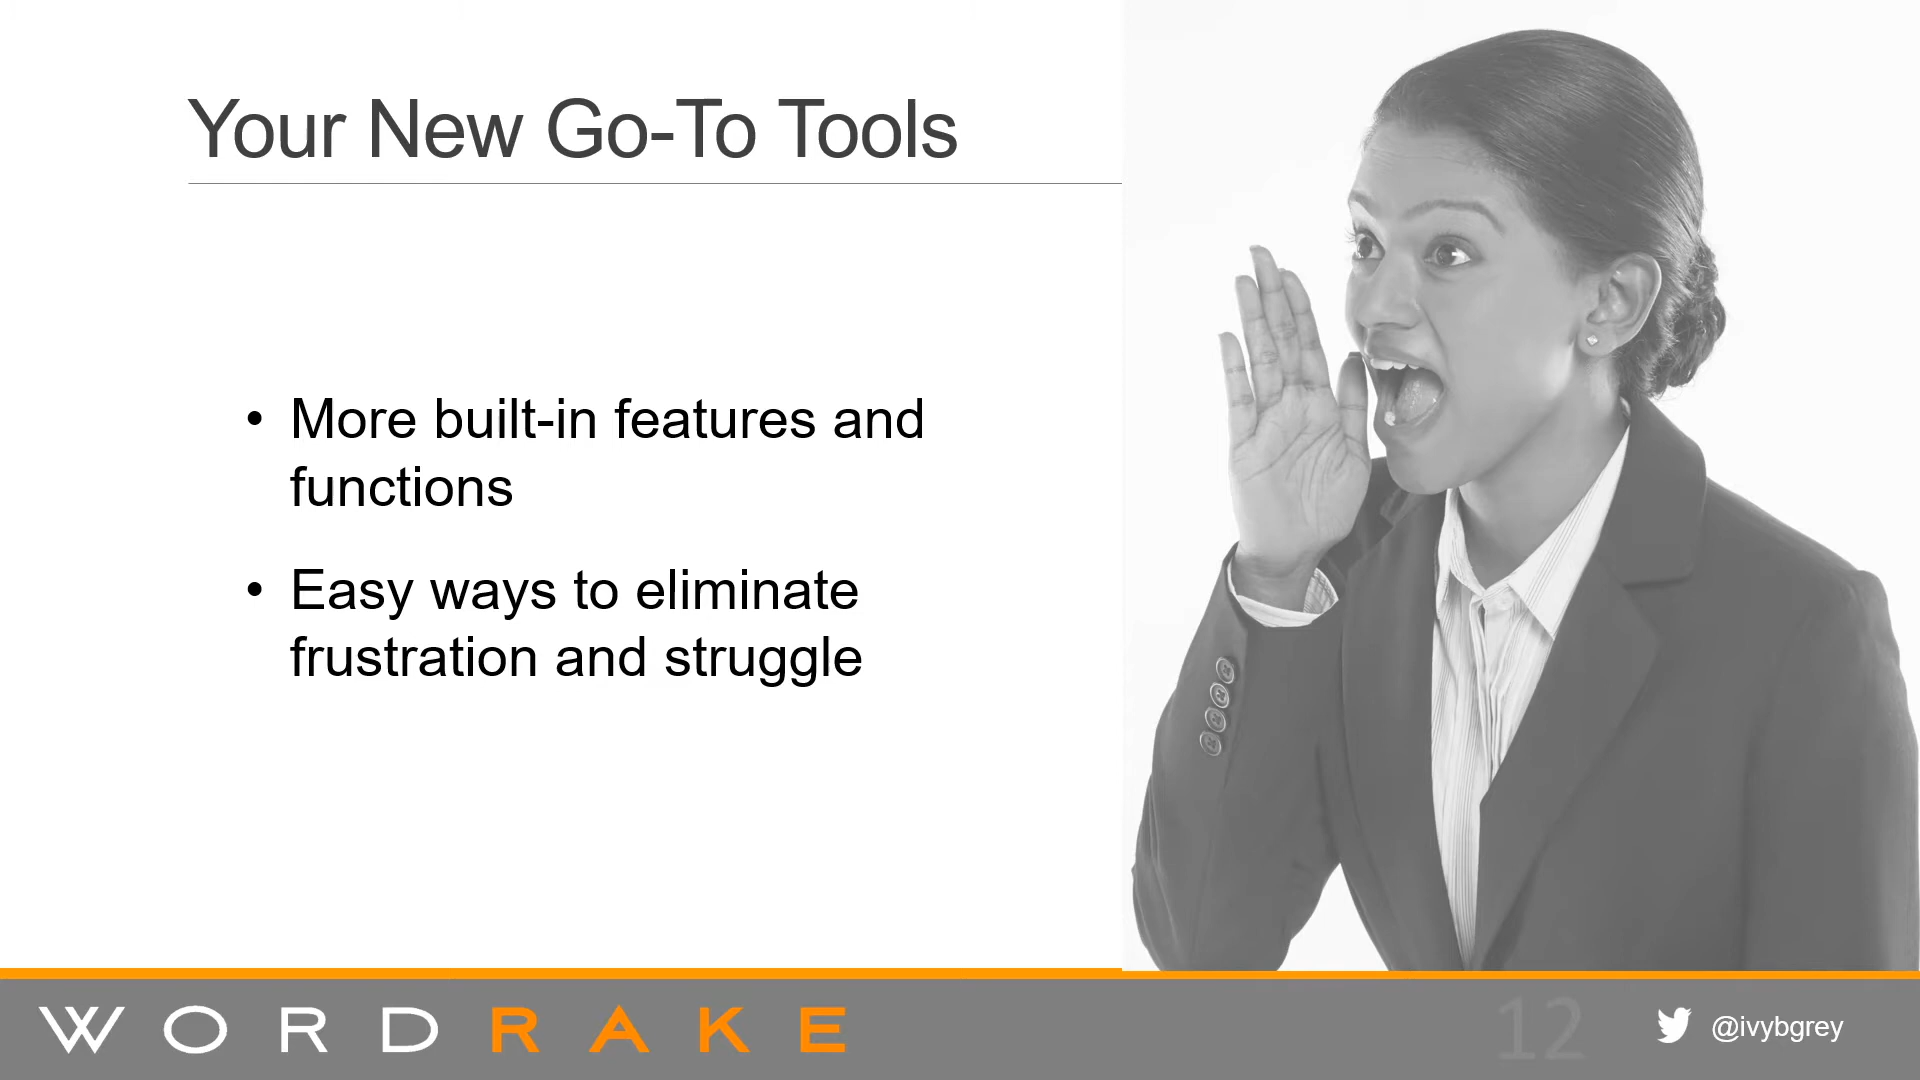 Your New Go-To Tools
• More built-in features and
functions
• Easy ways to eliminate
frustration and struggle
WORDRAKE
12
@ivybgrey